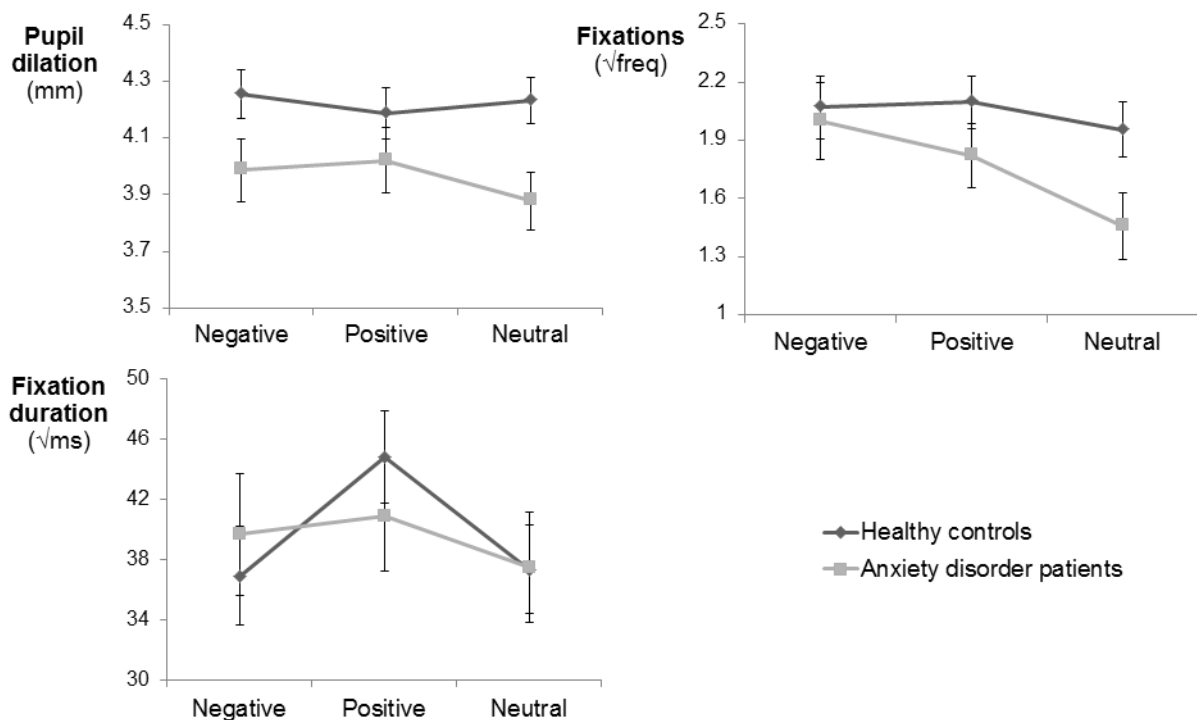 Pupil
dilation
(mm)
4.5
4.3
4.1
3.9
3.7
3.5
Negative Positive Neutral
Fixations
(√freq)
2.5
2.2
1.9
1.6
1.3
1
Negative Positive Neutral
Fixation
duration
(√ms)
50
46
42
38
34
30
Negative Positive Neutral
Healthy controls
Anxiety disorder patients